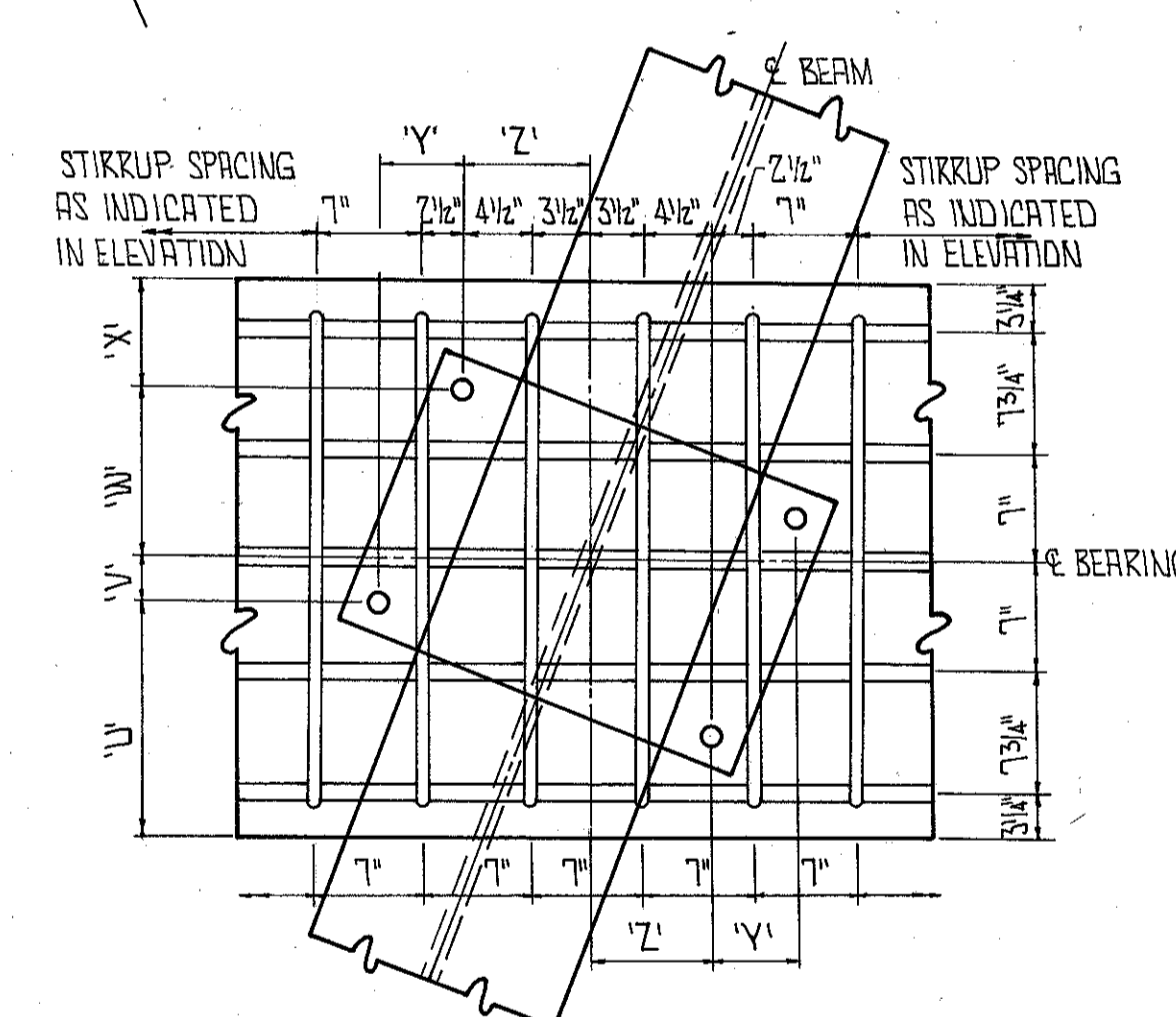 ℄ BEAM
'Y' 'Z'
STIRRUP SPACING
AS INDICATED
IN ELEVATION
7" 2½" 4½" 3½" 3½" 4½" 2½" 7"
STIRRUP SPACING
AS INDICATED
IN ELEVATION
'X'
'W'
'V'
'U'
3¼"
7¾"
7"
℄ BEARING
7"
7¾"
3¼"
7" 7" 7" 7" 7"
'Z' 'Y'